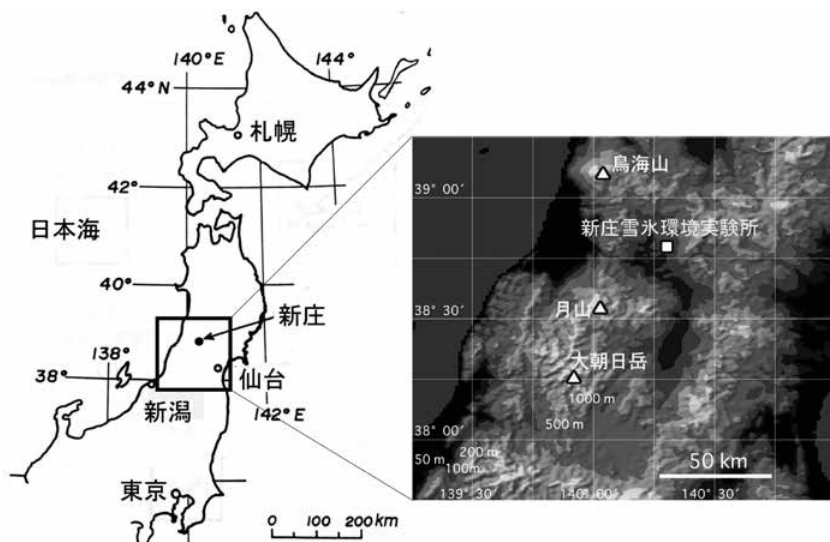 140°E
144°
44°N
札幌
42°
日本海
40°
新庄
138°
38°
仙台
新潟
142°E
東京
0 100 200km
鳥海山
39° 00′
新庄雪氷環境実験所
38° 30′
月山
大朝日岳
1000 m
500 m
38° 00′
200 m
50 m
100m
50 km
139° 30′
140° 00′
140° 30′